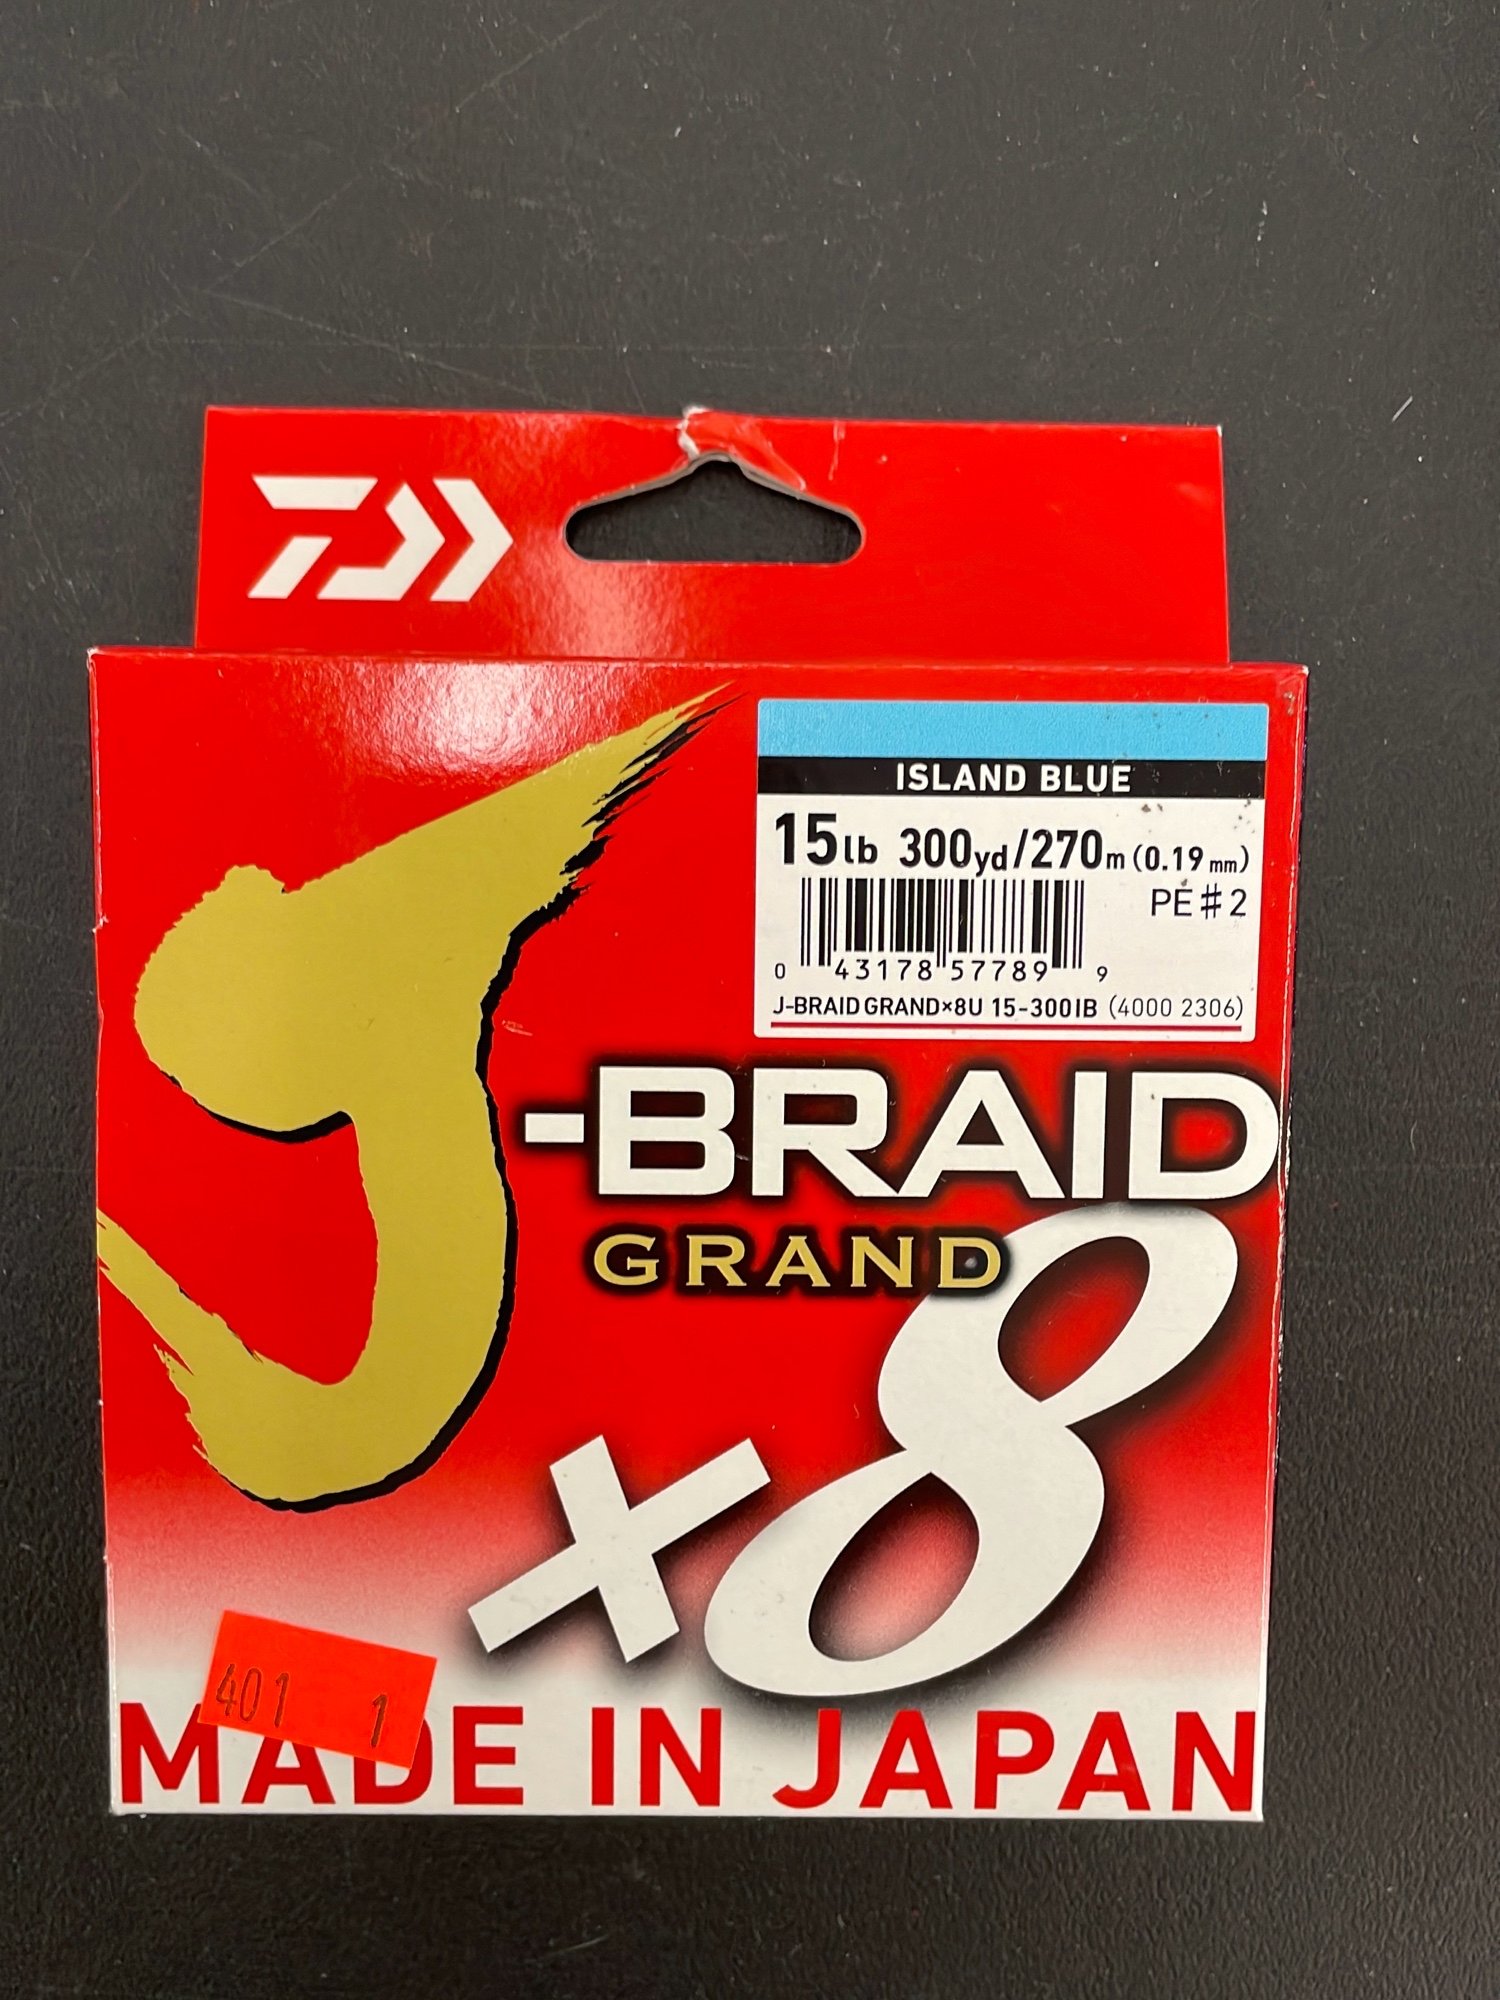 ISLAND BLUE
15lb 300yd/270m (0.19mm)
PE#2
0 43178 57789 9
J-BRAID GRAND×8U 15-300IB (4000 2306)
J-BRAID
GRAND
×8
401 1
MADE IN JAPAN